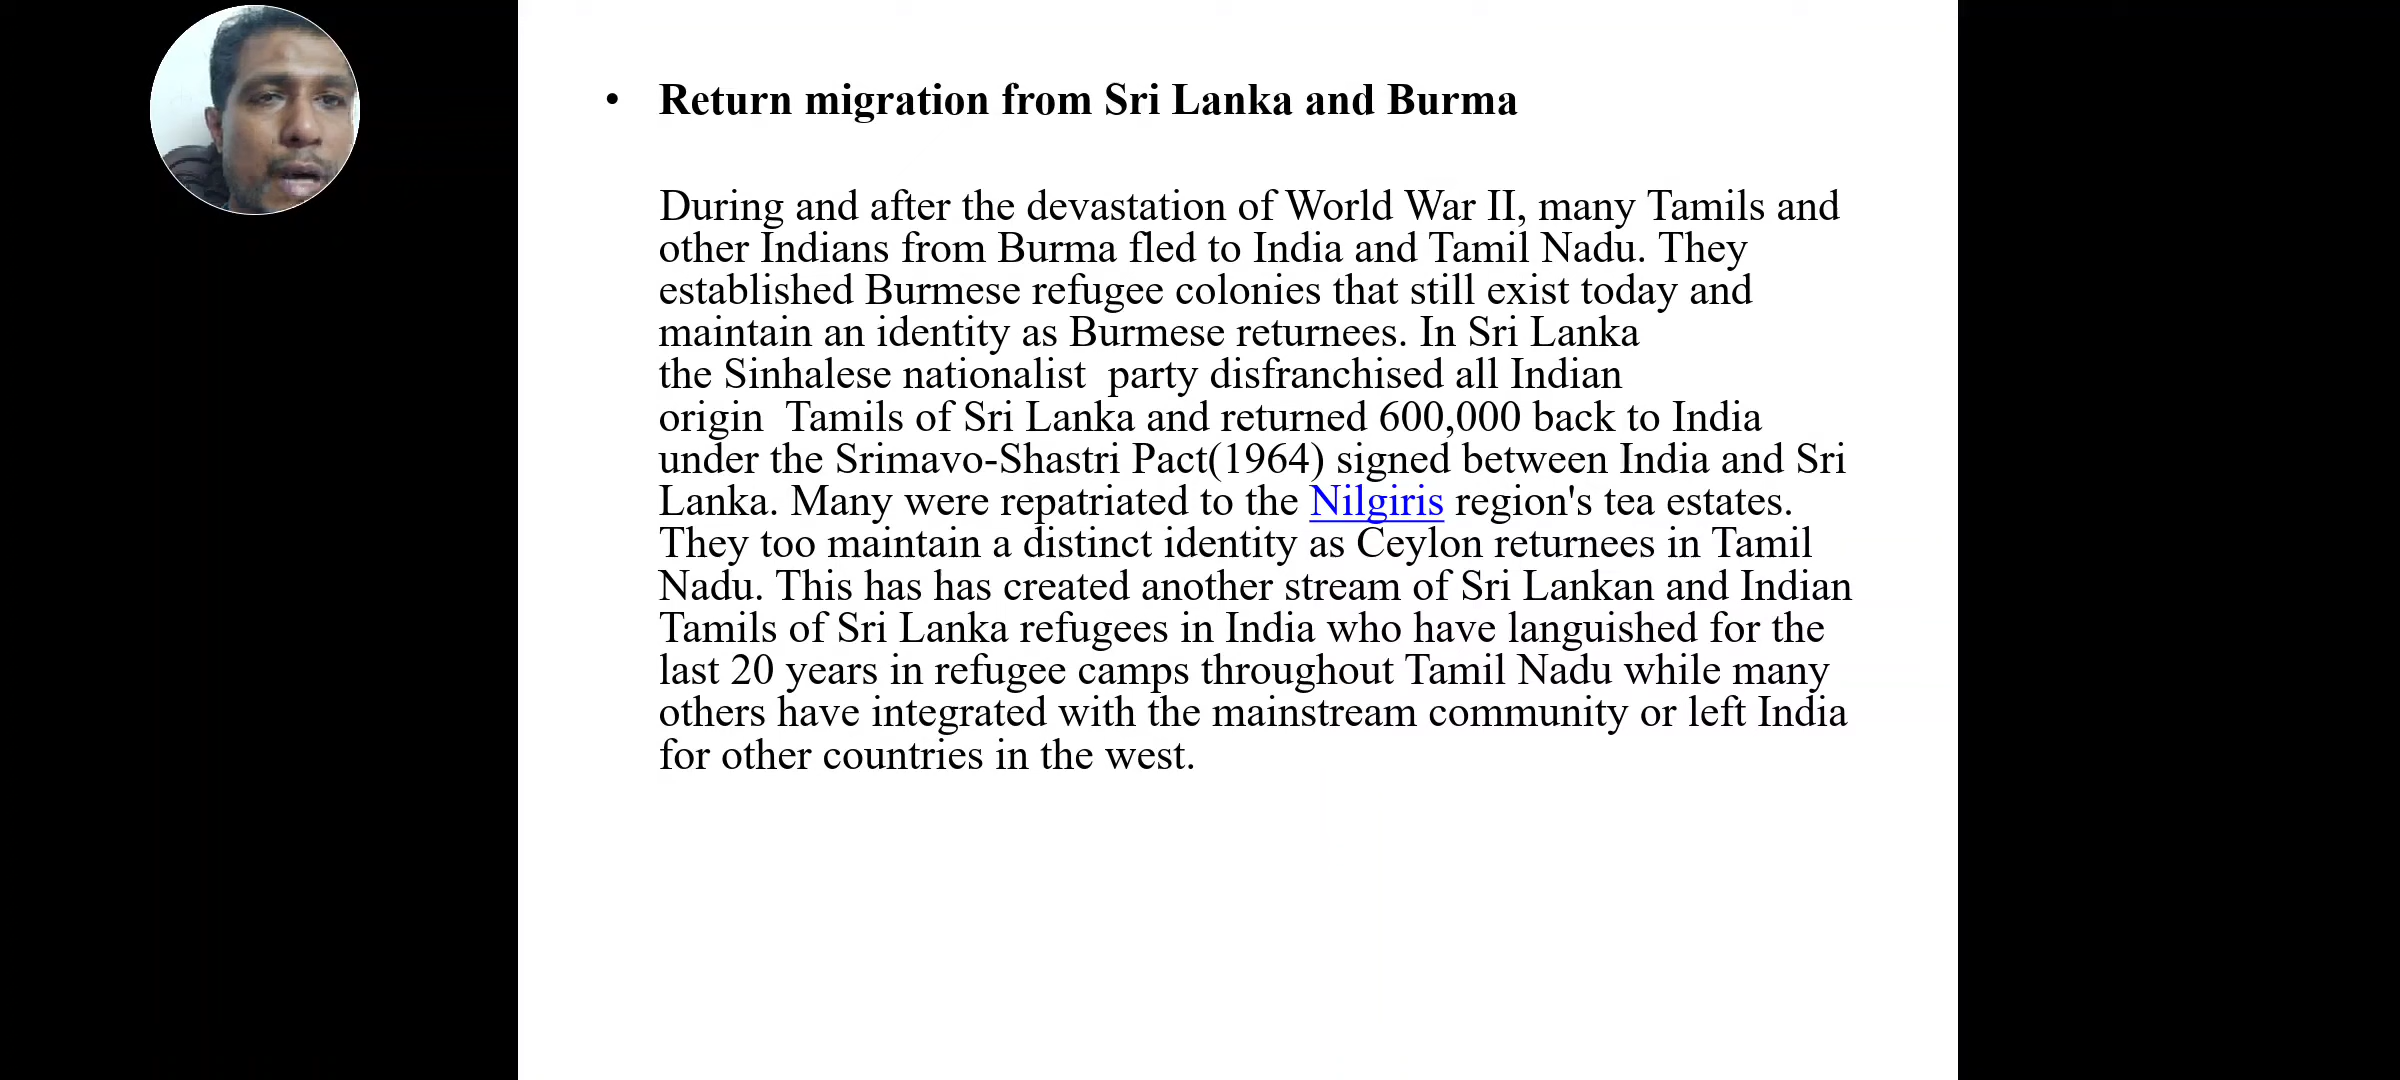 • Return migration from Sri Lanka and Burma
During and after the devastation of World War II, many Tamils and
other Indians from Burma fled to India and Tamil Nadu. They
established Burmese refugee colonies that still exist today and
maintain an identity as Burmese returnees. In Sri Lanka
the Sinhalese nationalist  party disfranchised all Indian
origin  Tamils of Sri Lanka and returned 600,000 back to India
under the Srimavo-Shastri Pact(1964) signed between India and Sri
Lanka. Many were repatriated to the Nilgiris region's tea estates.
They too maintain a distinct identity as Ceylon returnees in Tamil
Nadu. This has has created another stream of Sri Lankan and Indian
Tamils of Sri Lanka refugees in India who have languished for the
last 20 years in refugee camps throughout Tamil Nadu while many
others have integrated with the mainstream community or left India
for other countries in the west.